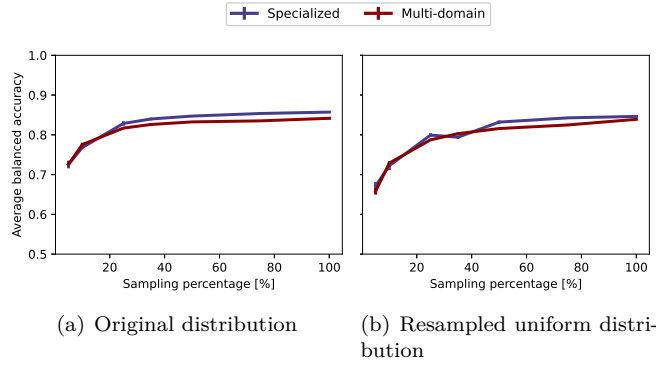 Specialized Multi-domain
Average balanced accuracy
1.0
0.9
0.8
0.7
0.6
0.5
20 40 60 80 100
Sampling percentage [%]
20 40 60 80 100
Sampling percentage [%]
(a) Original distribution
(b) Resampled uniform distri-
bution